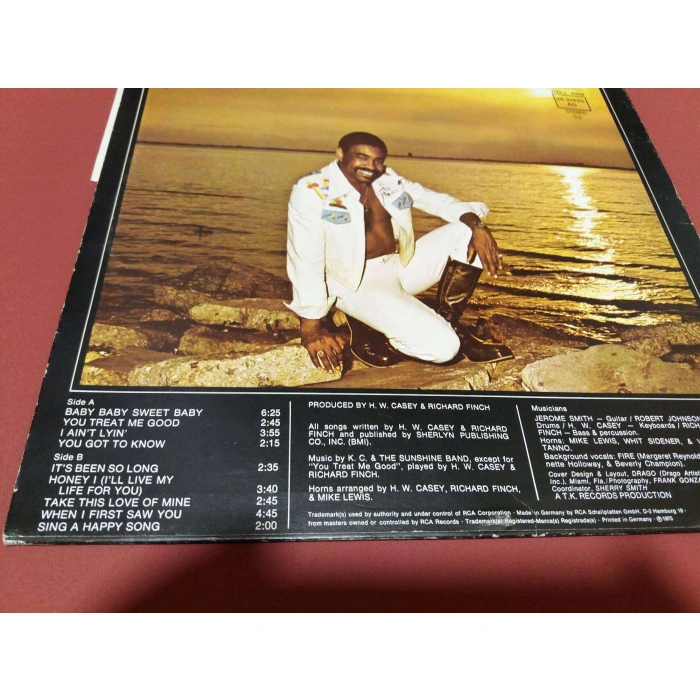 26.21690
STEREO
Side A
BABY BABY SWEET BABY 6:25
YOU TREAT ME GOOD 2:45
I AIN'T LYIN' 3:55
YOU GOT TO KNOW 2:15
Side B
IT'S BEEN SO LONG 2:35
HONEY I (I'LL LIVE MY
LIFE FOR YOU) 3:40
TAKE THIS LOVE OF MINE 2:45
WHEN I FIRST SAW YOU 4:45
SING A HAPPY SONG 2:00
PRODUCED BY H. W. CASEY & RICHARD FINCH
All songs written by H. W. CASEY & RICHARD
FINCH and published by SHERLYN PUBLISHING
CO., INC. (BMI).
Music by K. C. & THE SUNSHINE BAND, except for
"You Treat Me Good", played by H. W. CASEY &
RICHARD FINCH.
Horns arranged by H. W. CASEY, RICHARD FINCH,
& MIKE LEWIS.
Musicians
JEROME SMITH – Guitar / ROBERT JOHNSON
Drums / H. W. CASEY – Keyboards / RICH
FINCH – Bass & percussion.
Horns: MIKE LEWIS, WHIT SIDENER, &
TANNO.
Background vocals: FIRE (Margaret Reynold
nette Holloway, & Beverly Champion).
Cover Design & Layout, DRAGO (Drago
Inc.), Miami, Fla./Photography, FRANK GONZA
Coordinator, SHERRY SMITH
A T.K. RECORDS PRODUCTION
Trademark(s) used by authority and under control of RCA Corporation · Made in Germany by RCA Schallplatten GmbH, D-2 Hamburg 19 ·
from masters owned or controlled by RCA Records · Trademark(s) Registered-Marca(s) Registrada(s) · Printed in Germany · ℗ 1975